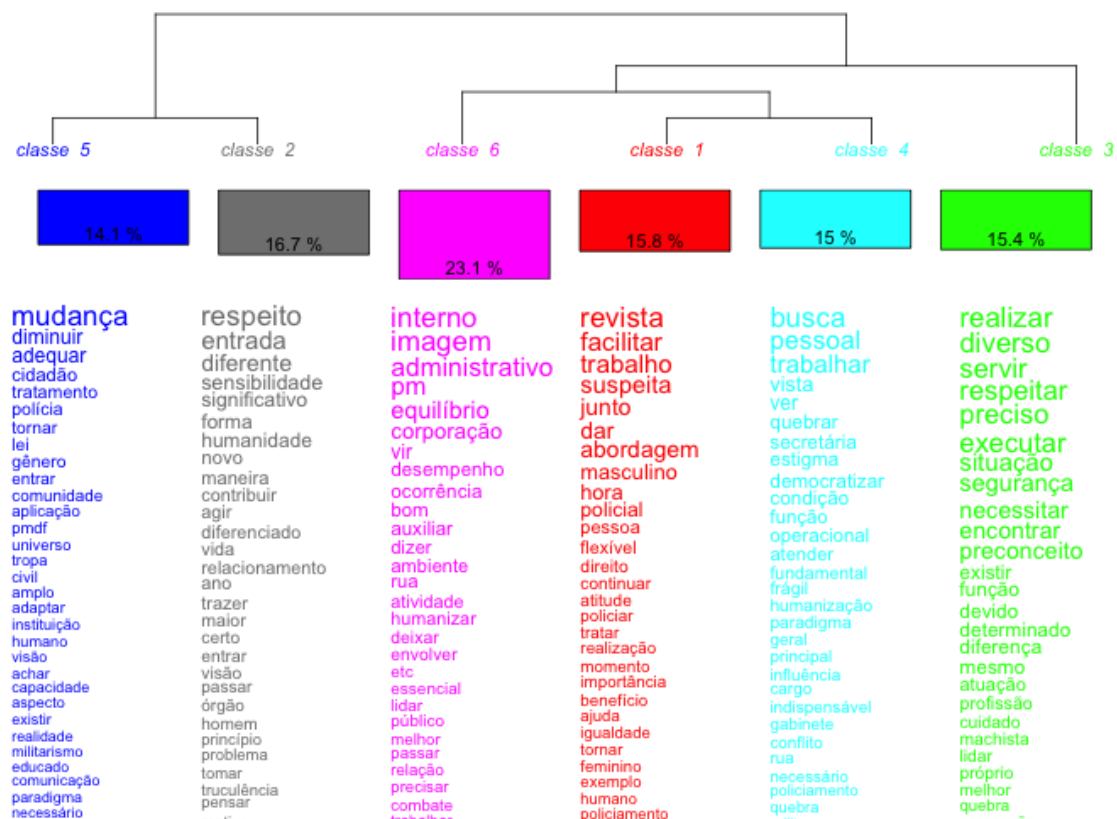 classe 5
classe 2
classe 6
classe 1
classe 4
classe 3
14.1 %
16.7 %
23.1 %
15.8 %
15 %
15.4 %
mudança
diminuir
adequar
cidadão
tratamento
polícia
tornar
lei
gênero
entrar
comunidade
aplicação
pmdf
universo
tropa
civil
amplo
adaptar
instituição
humano
visão
achar
capacidade
aspecto
existir
realidade
militarismo
educado
comunicação
paradigma
necessário
respeito
entrada
diferente
sensibilidade
significativo
forma
humanidade
novo
maneira
contribuir
agir
diferenciado
vida
relacionamento
ano
trazer
maior
certo
entrar
visão
passar
órgão
homem
princípio
problema
tomar
truculência
pensar
interno
imagem
administrativo
pm
equilíbrio
corporação
vir
desempenho
ocorrência
bom
auxiliar
dizer
ambiente
rua
atividade
humanizar
deixar
envolver
etc
essencial
lidar
público
melhor
passar
relação
precisar
combate
revista
facilitar
trabalho
suspeita
junto
dar
abordagem
masculino
hora
policial
pessoa
flexível
direito
continuar
atitude
policiar
tratar
realização
momento
importância
benefício
ajuda
igualdade
tornar
feminino
exemplo
humano
policiamento
busca
pessoal
trabalhar
vista
ver
quebrar
secretária
estigma
democratizar
condição
função
operacional
atender
fundamental
frágil
humanização
paradigma
geral
principal
influência
cargo
indispensável
gabinete
conflito
rua
necessário
policiamento
quebra
realizar
diverso
servir
respeitar
preciso
executar
situação
segurança
necessitar
encontrar
preconceito
existir
função
devido
determinado
diferença
mesmo
atuação
profissão
cuidado
machista
lidar
próprio
melhor
quebra